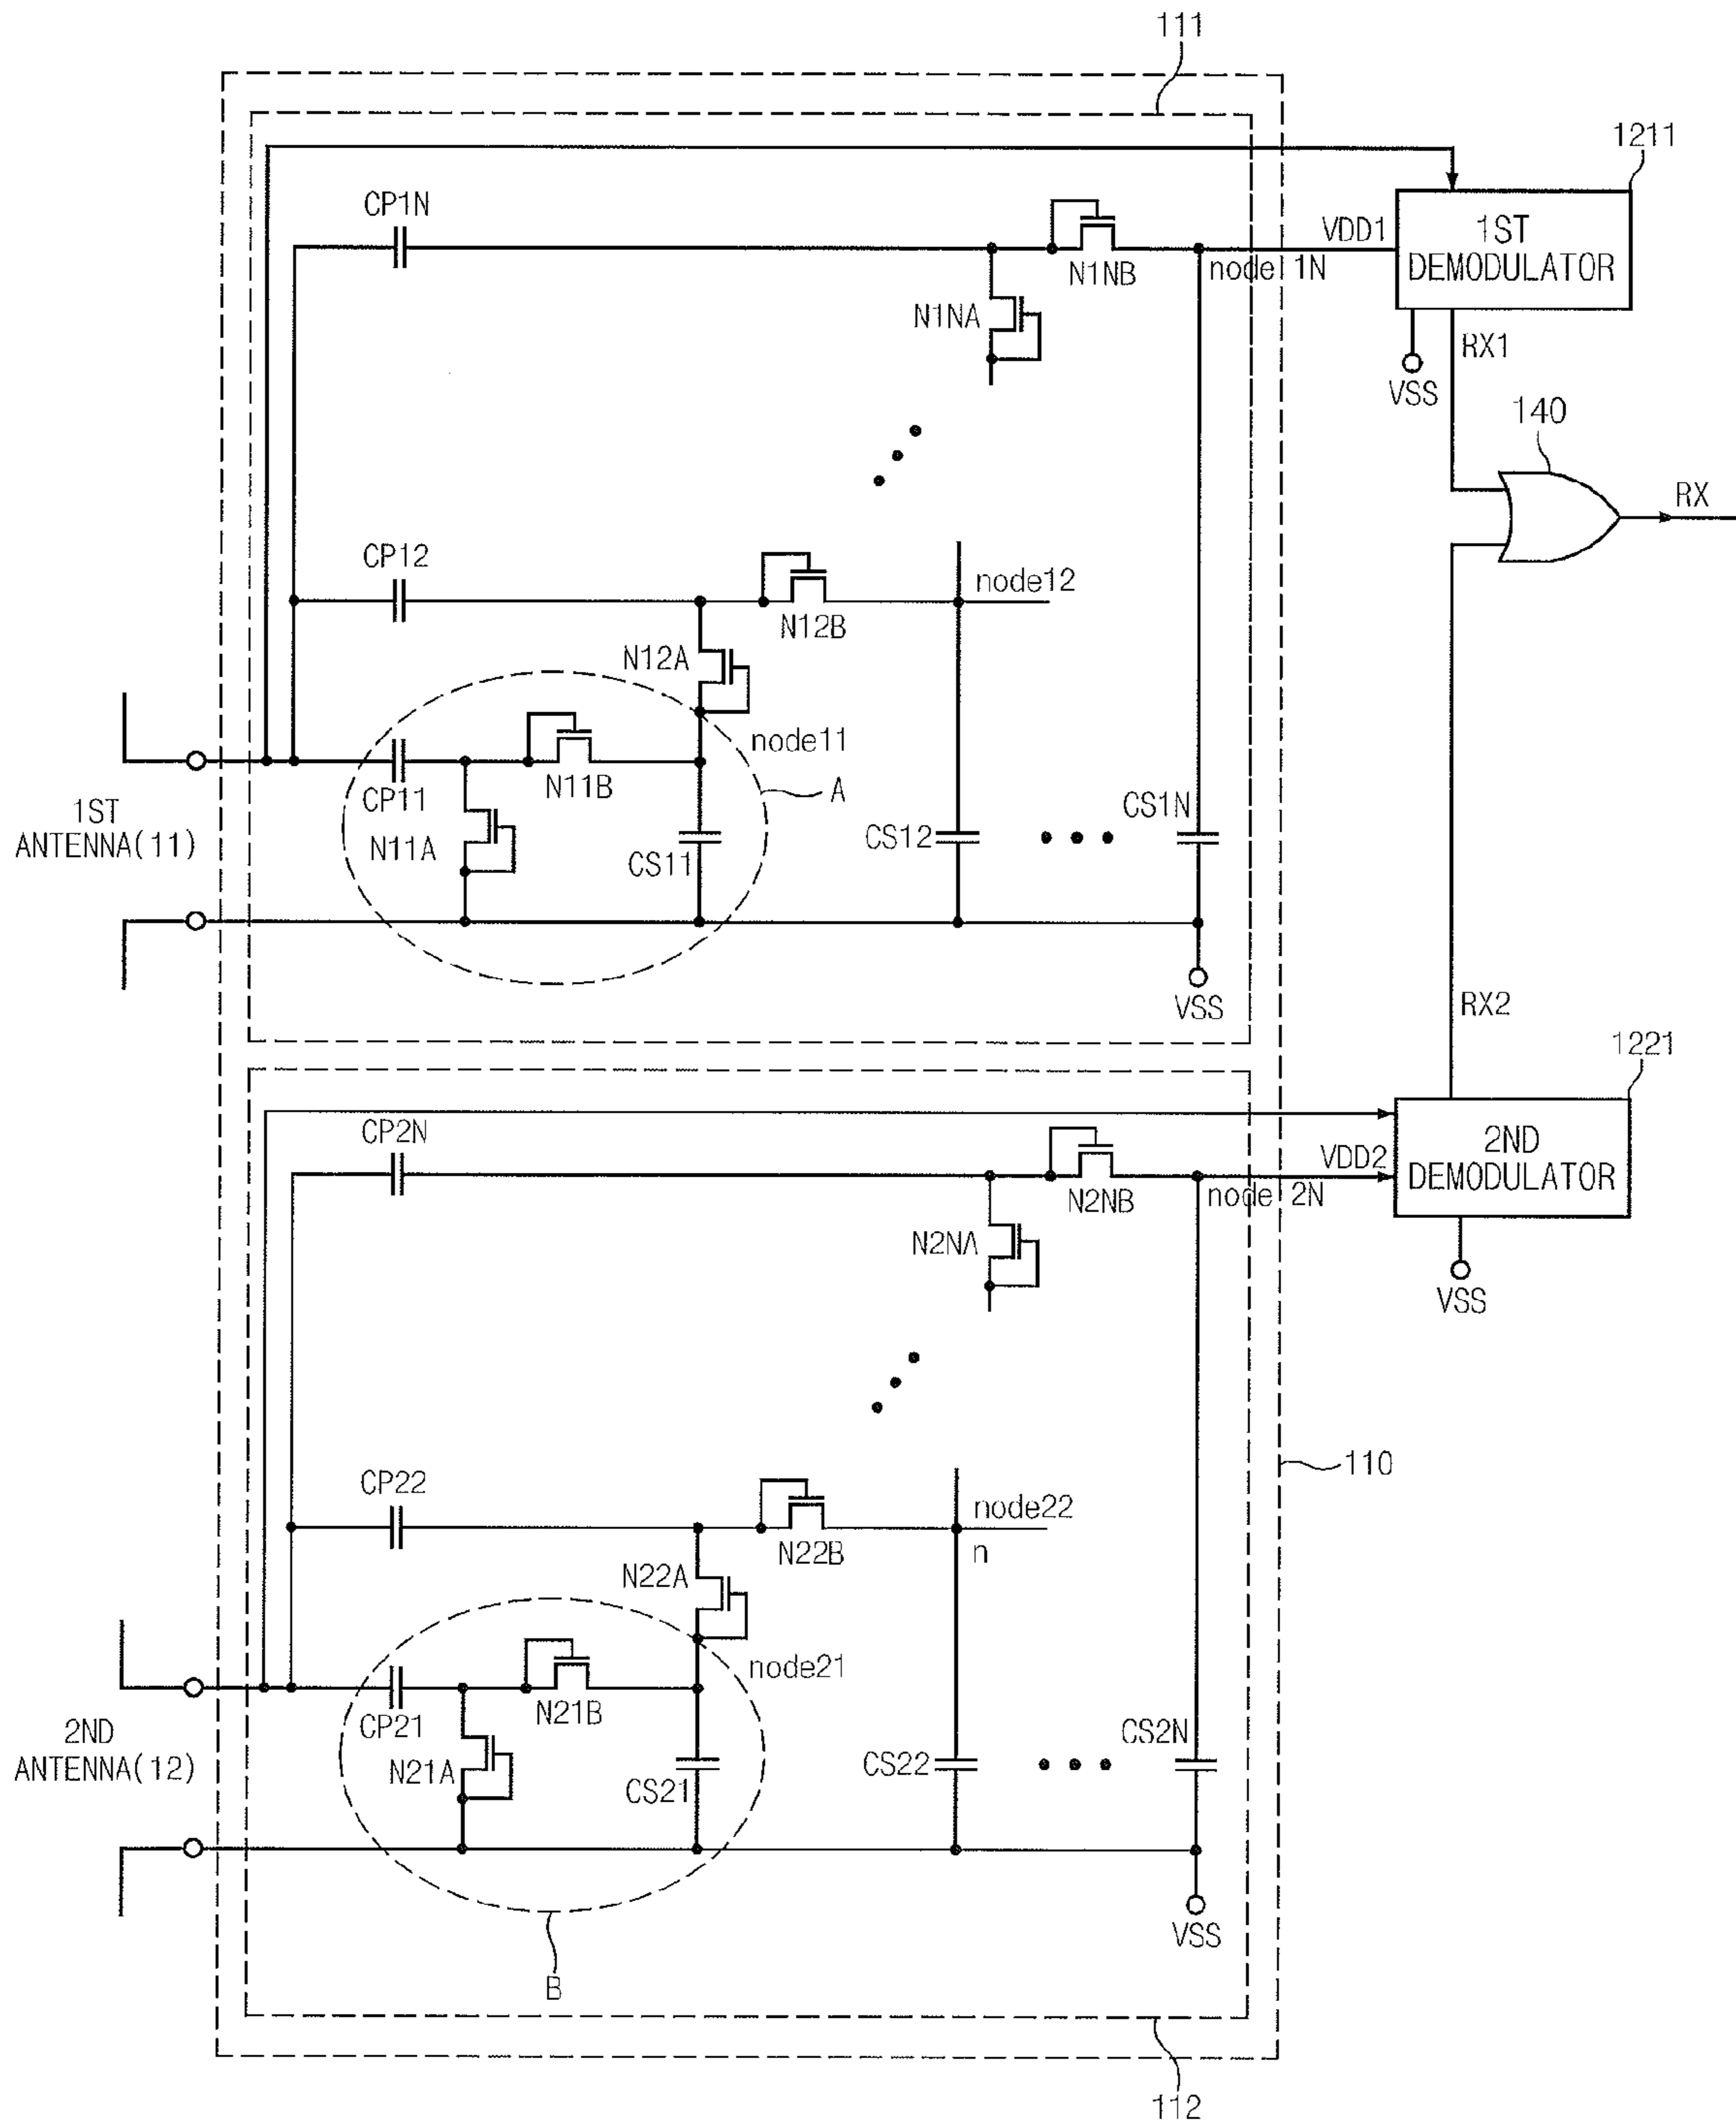 111
1211
CP1N
VDD1
1ST
DEMODULATOR
N1NB
node 1N
N1NA
RX1
VSS
140
RX
CP12
node12
N12B
N12A
node11
CP11
N11B
A
1ST
ANTENNA(11)
N11A
CS11
CS12
CS1N
VSS
RX2
1221
CP2N
VDD2
2ND
DEMODULATOR
N2NB
node 2N
N2NA
VSS
110
CP22
node22
N22B
n
N22A
node21
CP21
N21B
2ND
ANTENNA(12)
N21A
CS21
CS22
CS2N
VSS
B
112